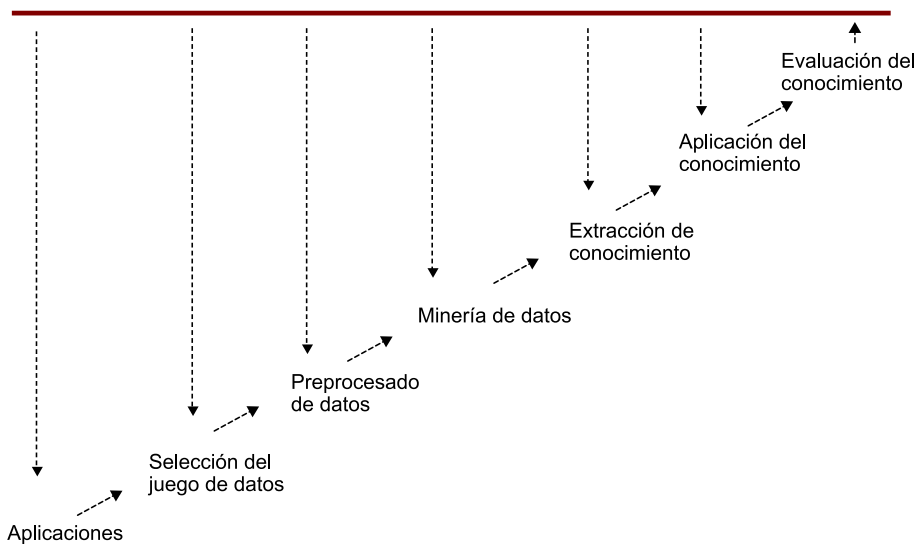 Evaluación del
conocimiento
Aplicación del
conocimiento
Extracción de
conocimiento
Minería de datos
Preprocesado
de datos
Selección del
juego de datos
Aplicaciones